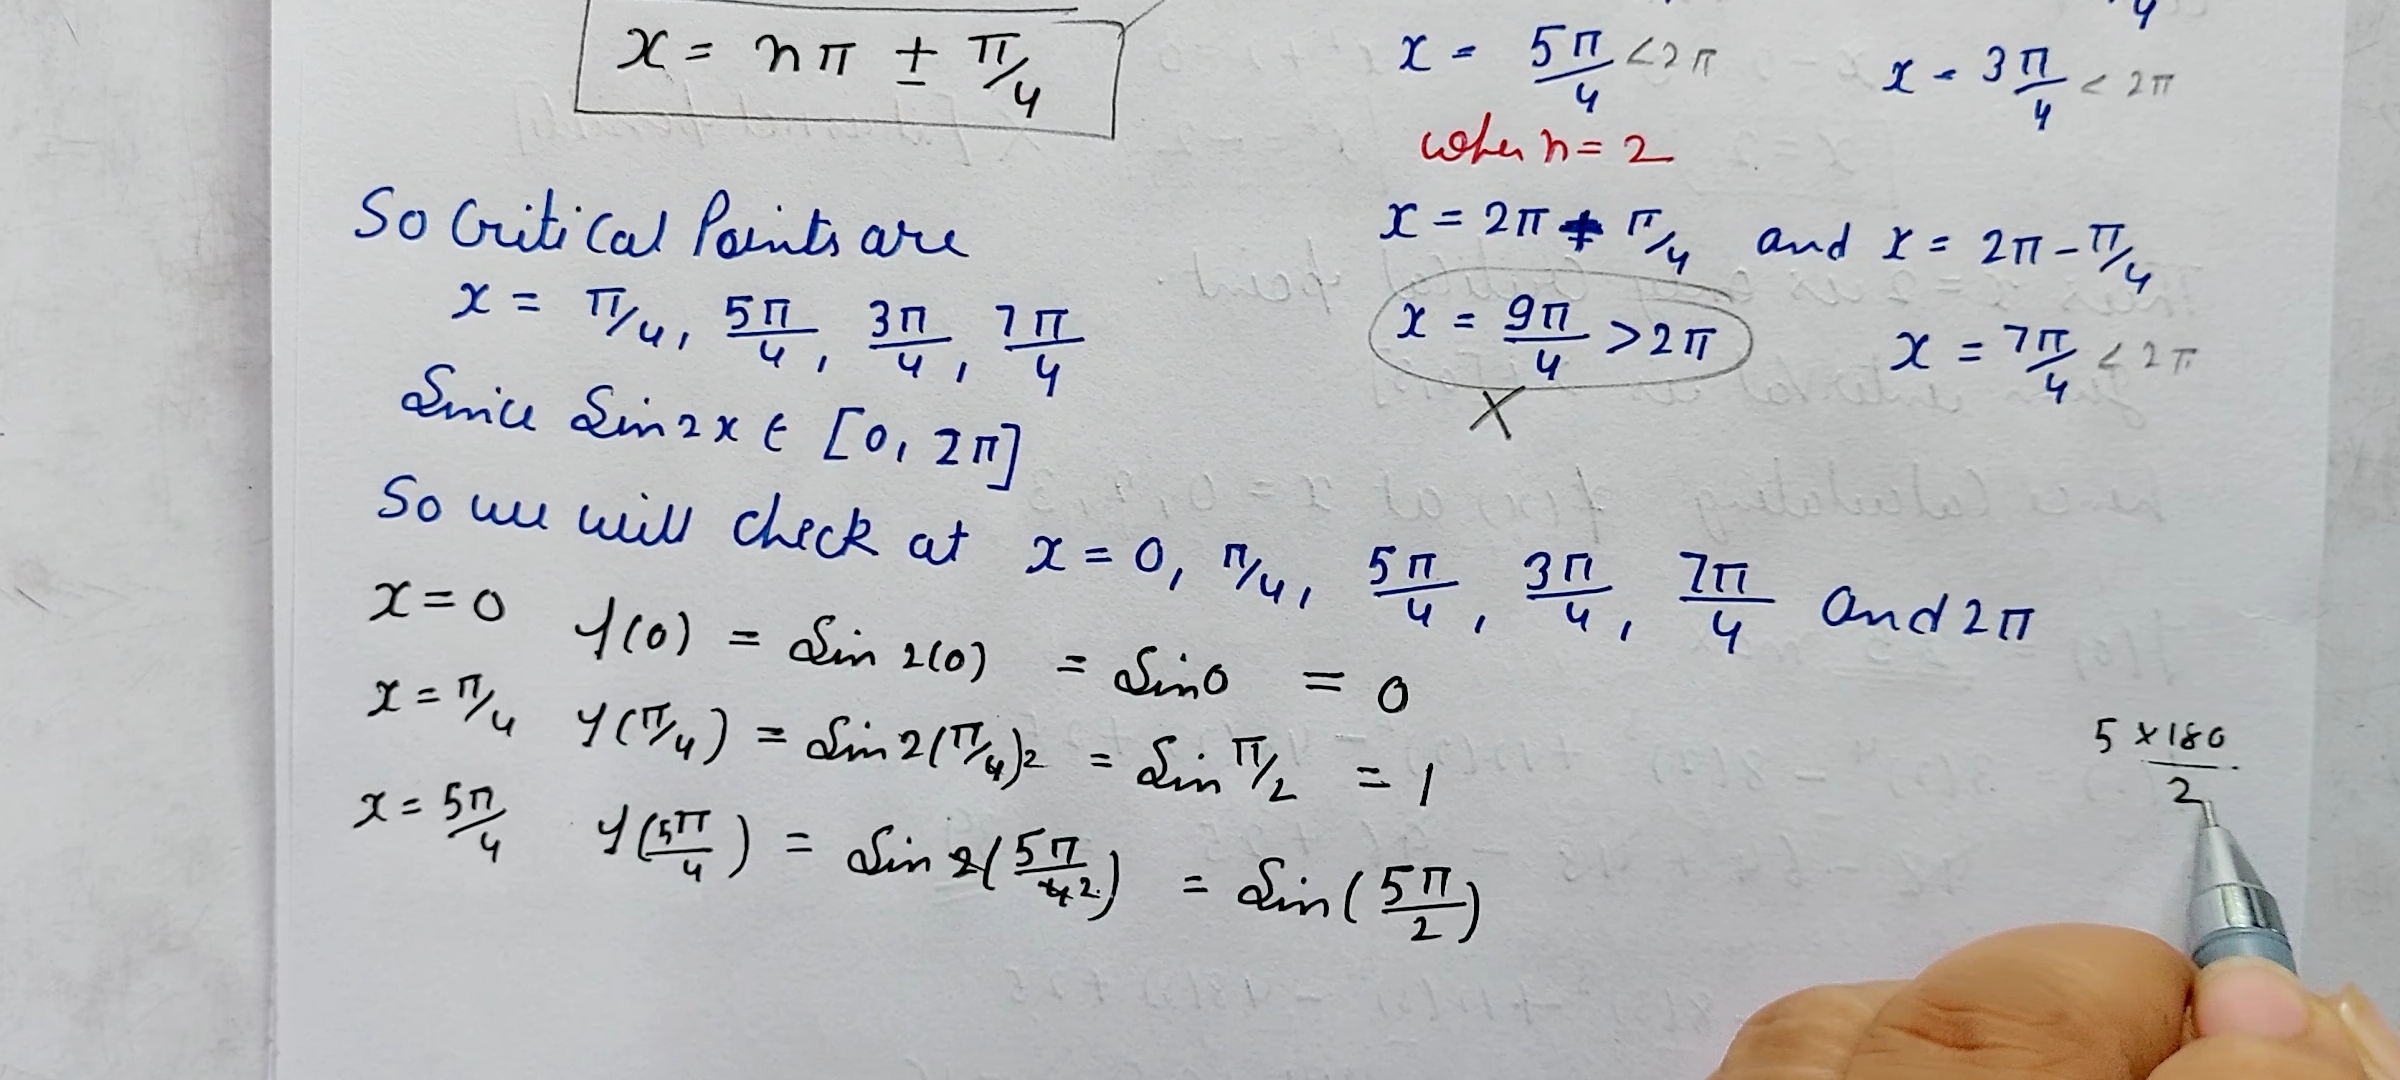 x = nπ ± π/4
x = 5π/4 <2π
x = 3π/4 < 2π
when n = 2
x = 2π + π/4 and x = 2π - π/4
x = 9π/4 > 2π
x = 7π/4 < 2π
X
So Critical Points are
x = π/4, 5π/4, 3π/4, 7π/4
Since Sin 2x ∈ [0, 2π]
So we will check at x = 0, π/4, 5π/4, 3π/4, 7π/4 and 2π
x = 0 f(0) = Sin 2(0) = Sin0 = 0
x = π/4 f(π/4) = Sin 2(π/4)2 = Sin π/2 = 1
x = 5π/4 f(5π/4) = Sin 2(5π/4 2) = Sin(5π/2)
5 × 180/2